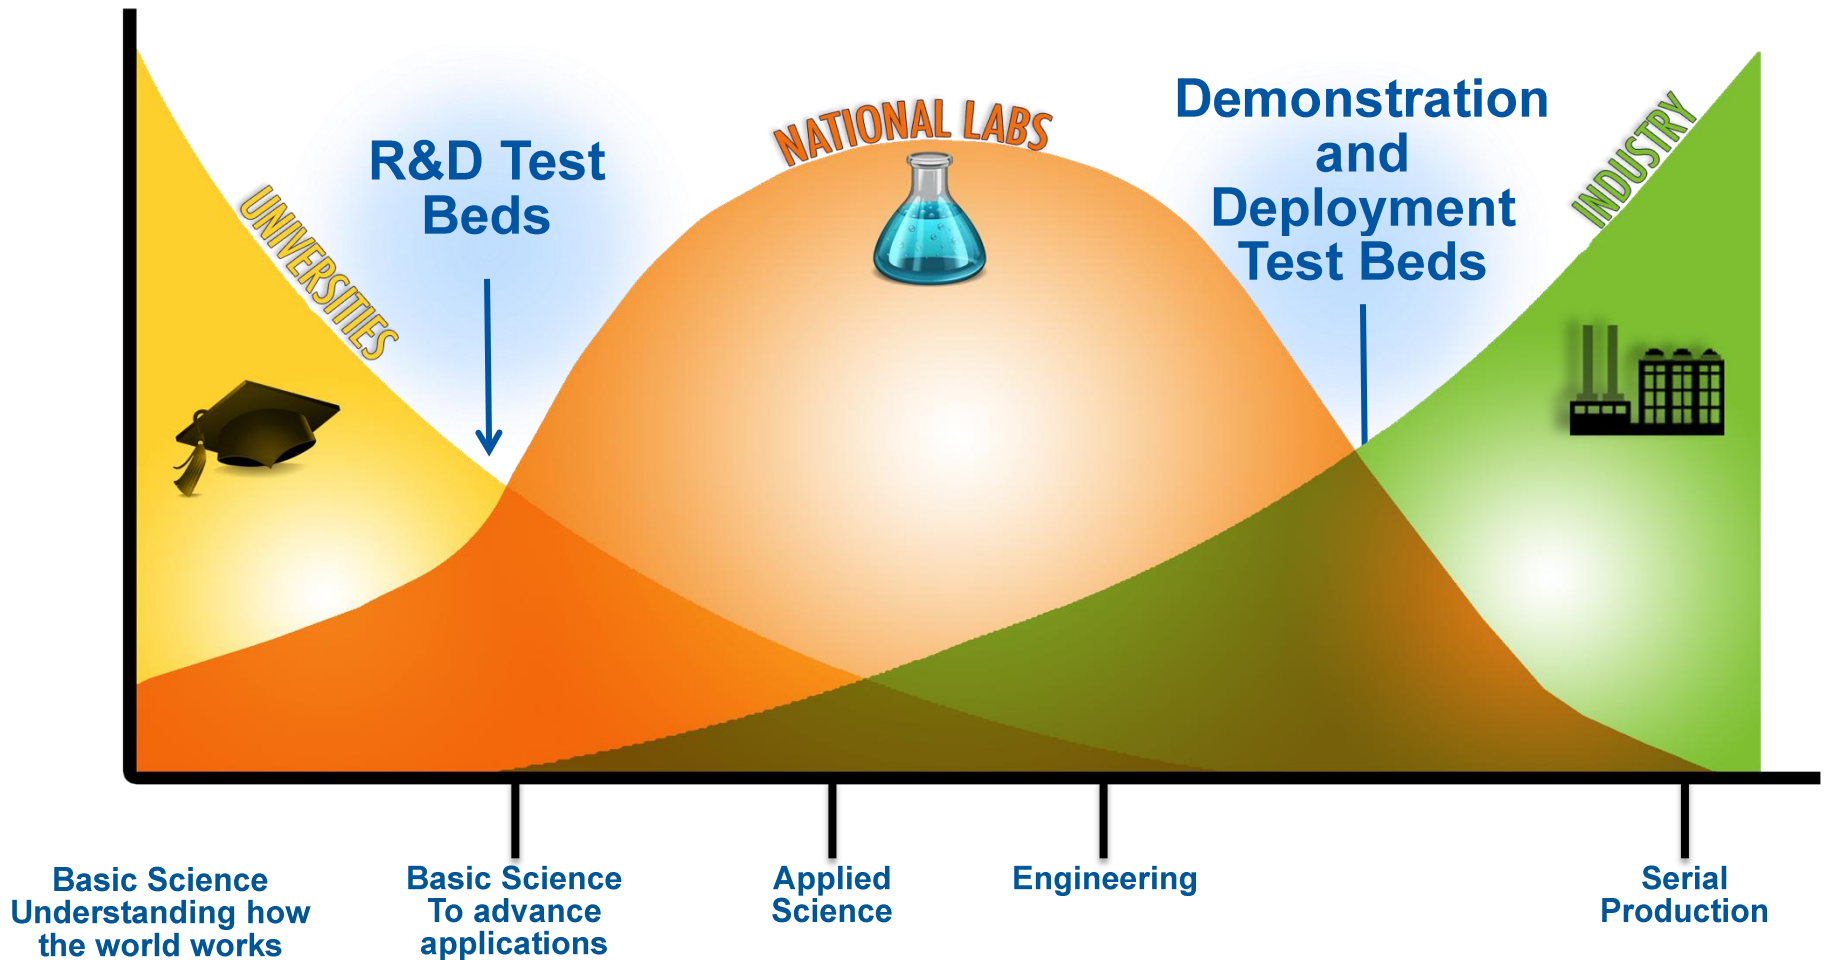 UNIVERSITIES
R&D Test
Beds
NATIONAL LABS
Demonstration
and
Deployment
Test Beds
INDUSTRY
Basic Science
Understanding how
the world works
Basic Science
To advance
applications
Applied
Science
Engineering
Serial
Production